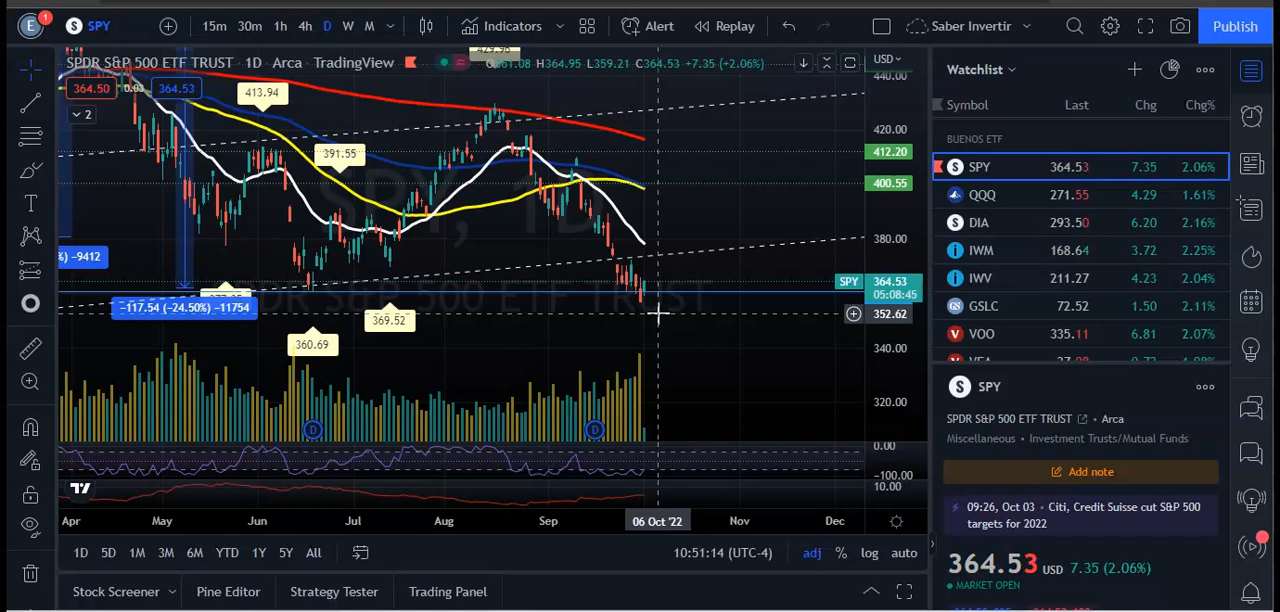 E 1 S SPY 15m 30m 1h 4h D W M Indicators Alert Replay Saber Invertir Publish
SPDR S&P 500 ETF TRUST · 1D · Arca · TradingView H364.95 L359.21 C364.53 +7.35 (+2.06%) USD
364.50 0.03 364.53
2
440.00
420.00
412.20
400.55
380.00
SPY 364.53
05:08:45
352.62
340.00
320.00
0.00
−100.00
10.00
413.94
391.55
360.69
369.52
%) −9412
−117.54 (−24.50%) −11754
SPY, 1D
SPDR S&P 500 ETF TRUST
D D
Apr May Jun Jul Aug Sep 06 Oct '22 Nov Dec
1D 5D 1M 3M 6M YTD 1Y 5Y All 10:51:14 (UTC-4) adj % log auto
Stock Screener Pine Editor Strategy Tester Trading Panel
Watchlist
Symbol Last Chg Chg%
BUENOS ETF
S SPY 364.53 7.35 2.06%
QQQ 271.55 4.29 1.61%
S DIA 293.50 6.20 2.16%
i IWM 168.64 3.72 2.25%
i IWV 211.27 4.23 2.04%
GS GSLC 72.52 1.50 2.11%
V VOO 335.11 6.81 2.07%
S SPY
SPDR S&P 500 ETF TRUST • Arca
Miscellaneous • Investment Trusts/Mutual Funds
Add note
09:26, Oct 03 • Citi, Credit Suisse cut S&P 500
targets for 2022
364.53 USD 7.35 (2.06%)
MARKET OPEN